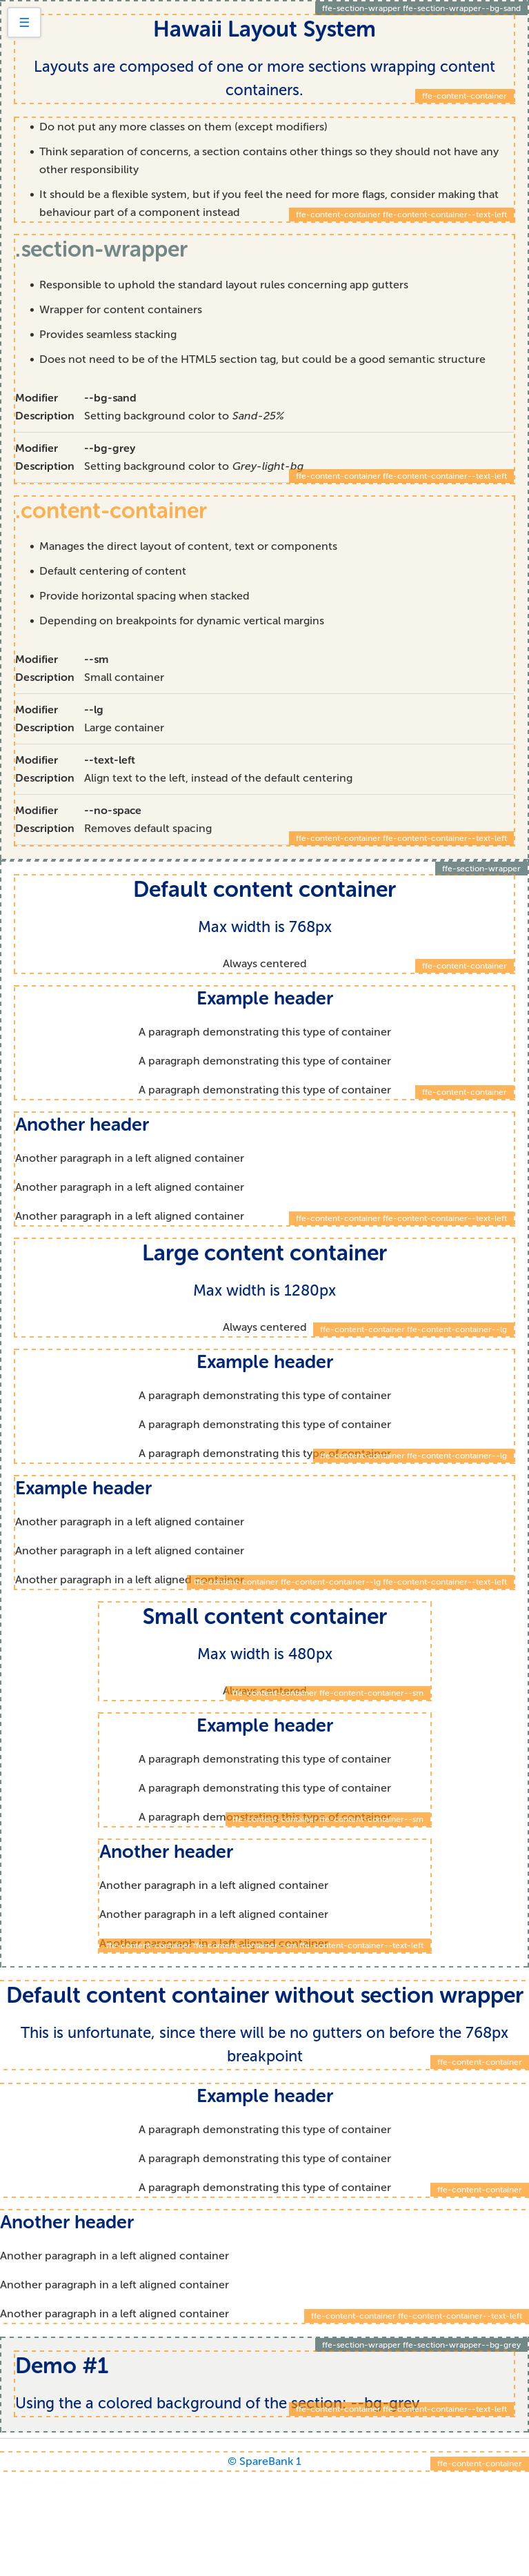 ffe-section-wrapper ffe-section-wrapper--bg-sand
☰
Hawaii Layout System
Layouts are composed of one or more sections wrapping content
containers.
ffe-content-container
• Do not put any more classes on them (except modifiers)
• Think separation of concerns, a section contains other things so they should not have any
other responsibility
• It should be a flexible system, but if you feel the need for more flags, consider making that
behaviour part of a component instead
ffe-content-container ffe-content-container--text-left
.section-wrapper
• Responsible to uphold the standard layout rules concerning app gutters
• Wrapper for content containers
• Provides seamless stacking
• Does not need to be of the HTML5 section tag, but could be a good semantic structure
Modifier --bg-sand
Description Setting background color to Sand-25%
Modifier --bg-grey
Description Setting background color to Grey-light-bg
ffe-content-container ffe-content-container--text-left
.content-container
• Manages the direct layout of content, text or components
• Default centering of content
• Provide horizontal spacing when stacked
• Depending on breakpoints for dynamic vertical margins
Modifier --sm
Description Small container
Modifier --lg
Description Large container
Modifier --text-left
Description Align text to the left, instead of the default centering
Modifier --no-space
Description Removes default spacing
ffe-content-container ffe-content-container--text-left
ffe-section-wrapper
Default content container
Max width is 768px
Always centered
ffe-content-container
Example header
A paragraph demonstrating this type of container
A paragraph demonstrating this type of container
A paragraph demonstrating this type of container
ffe-content-container
Another header
Another paragraph in a left aligned container
Another paragraph in a left aligned container
Another paragraph in a left aligned container
ffe-content-container ffe-content-container--text-left
Large content container
Max width is 1280px
Always centered
ffe-content-container ffe-content-container--lg
Example header
A paragraph demonstrating this type of container
A paragraph demonstrating this type of container
A paragraph demonstrating this type of container
ffe-content-container ffe-content-container--lg
Example header
Another paragraph in a left aligned container
Another paragraph in a left aligned container
Another paragraph in a left aligned container
ffe-content-container ffe-content-container--lg ffe-content-container--text-left
Small content container
Max width is 480px
Always centered
ffe-content-container ffe-content-container--sm
Example header
A paragraph demonstrating this type of container
A paragraph demonstrating this type of container
A paragraph demonstrating this type of container
ffe-content-container ffe-content-container--sm
Another header
Another paragraph in a left aligned container
Another paragraph in a left aligned container
Another paragraph in a left aligned container
ffe-content-container ffe-content-container--sm ffe-content-container--text-left
Default content container without section wrapper
This is unfortunate, since there will be no gutters on before the 768px
breakpoint
ffe-content-container
Example header
A paragraph demonstrating this type of container
A paragraph demonstrating this type of container
A paragraph demonstrating this type of container
ffe-content-container
Another header
Another paragraph in a left aligned container
Another paragraph in a left aligned container
Another paragraph in a left aligned container
ffe-content-container ffe-content-container--text-left
ffe-section-wrapper ffe-section-wrapper--bg-grey
Demo #1
Using the a colored background of the section: --bg-grey
ffe-content-container ffe-content-container--text-left
© SpareBank 1
ffe-content-container